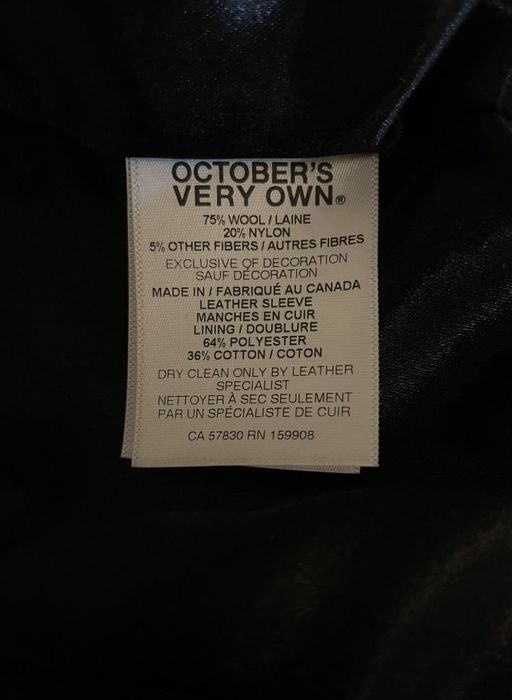 OCTOBER'S
VERY OWN®
75% WOOL / LAINE
20% NYLON
5% OTHER FIBERS / AUTRES FIBRES
EXCLUSIVE OF DECORATION
SAUF DÉCORATION
MADE IN / FABRIQUÉ AU CANADA
LEATHER SLEEVE
MANCHES EN CUIR
LINING / DOUBLURE
64% POLYESTER
36% COTTON / COTON
DRY CLEAN ONLY BY LEATHER
SPECIALIST
NETTOYER À SEC SEULEMENT
PAR UN SPÉCIALISTE DE CUIR
CA 57830 RN 159908